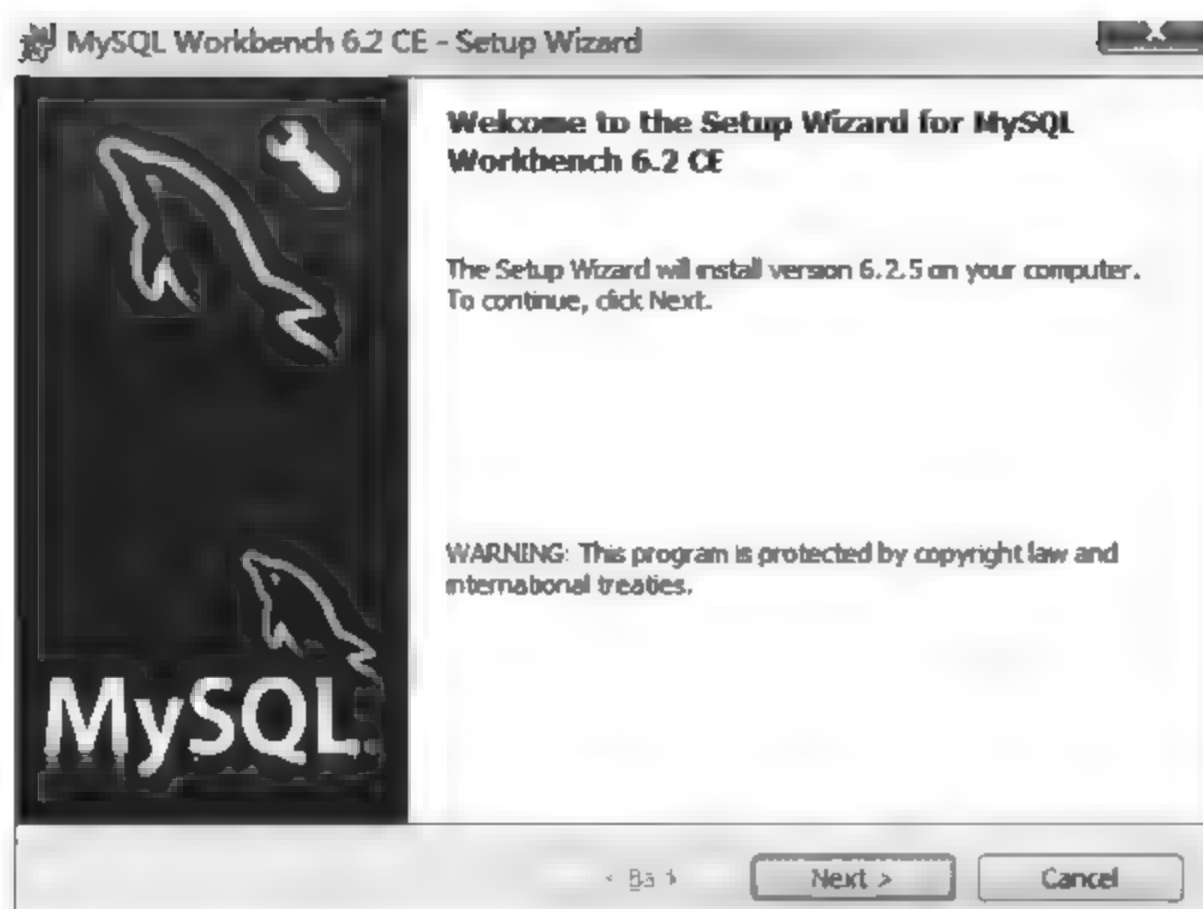 MySQL Workbench 6.2 CE - Setup Wizard
Welcome to the Setup Wizard for MySQL
Workbench 6.2 CE
The Setup Wizard will install version 6.2.5 on your computer.
To continue, click Next.
WARNING: This program is protected by copyright law and
international treaties.
MySQL
< Back
Next >
Cancel